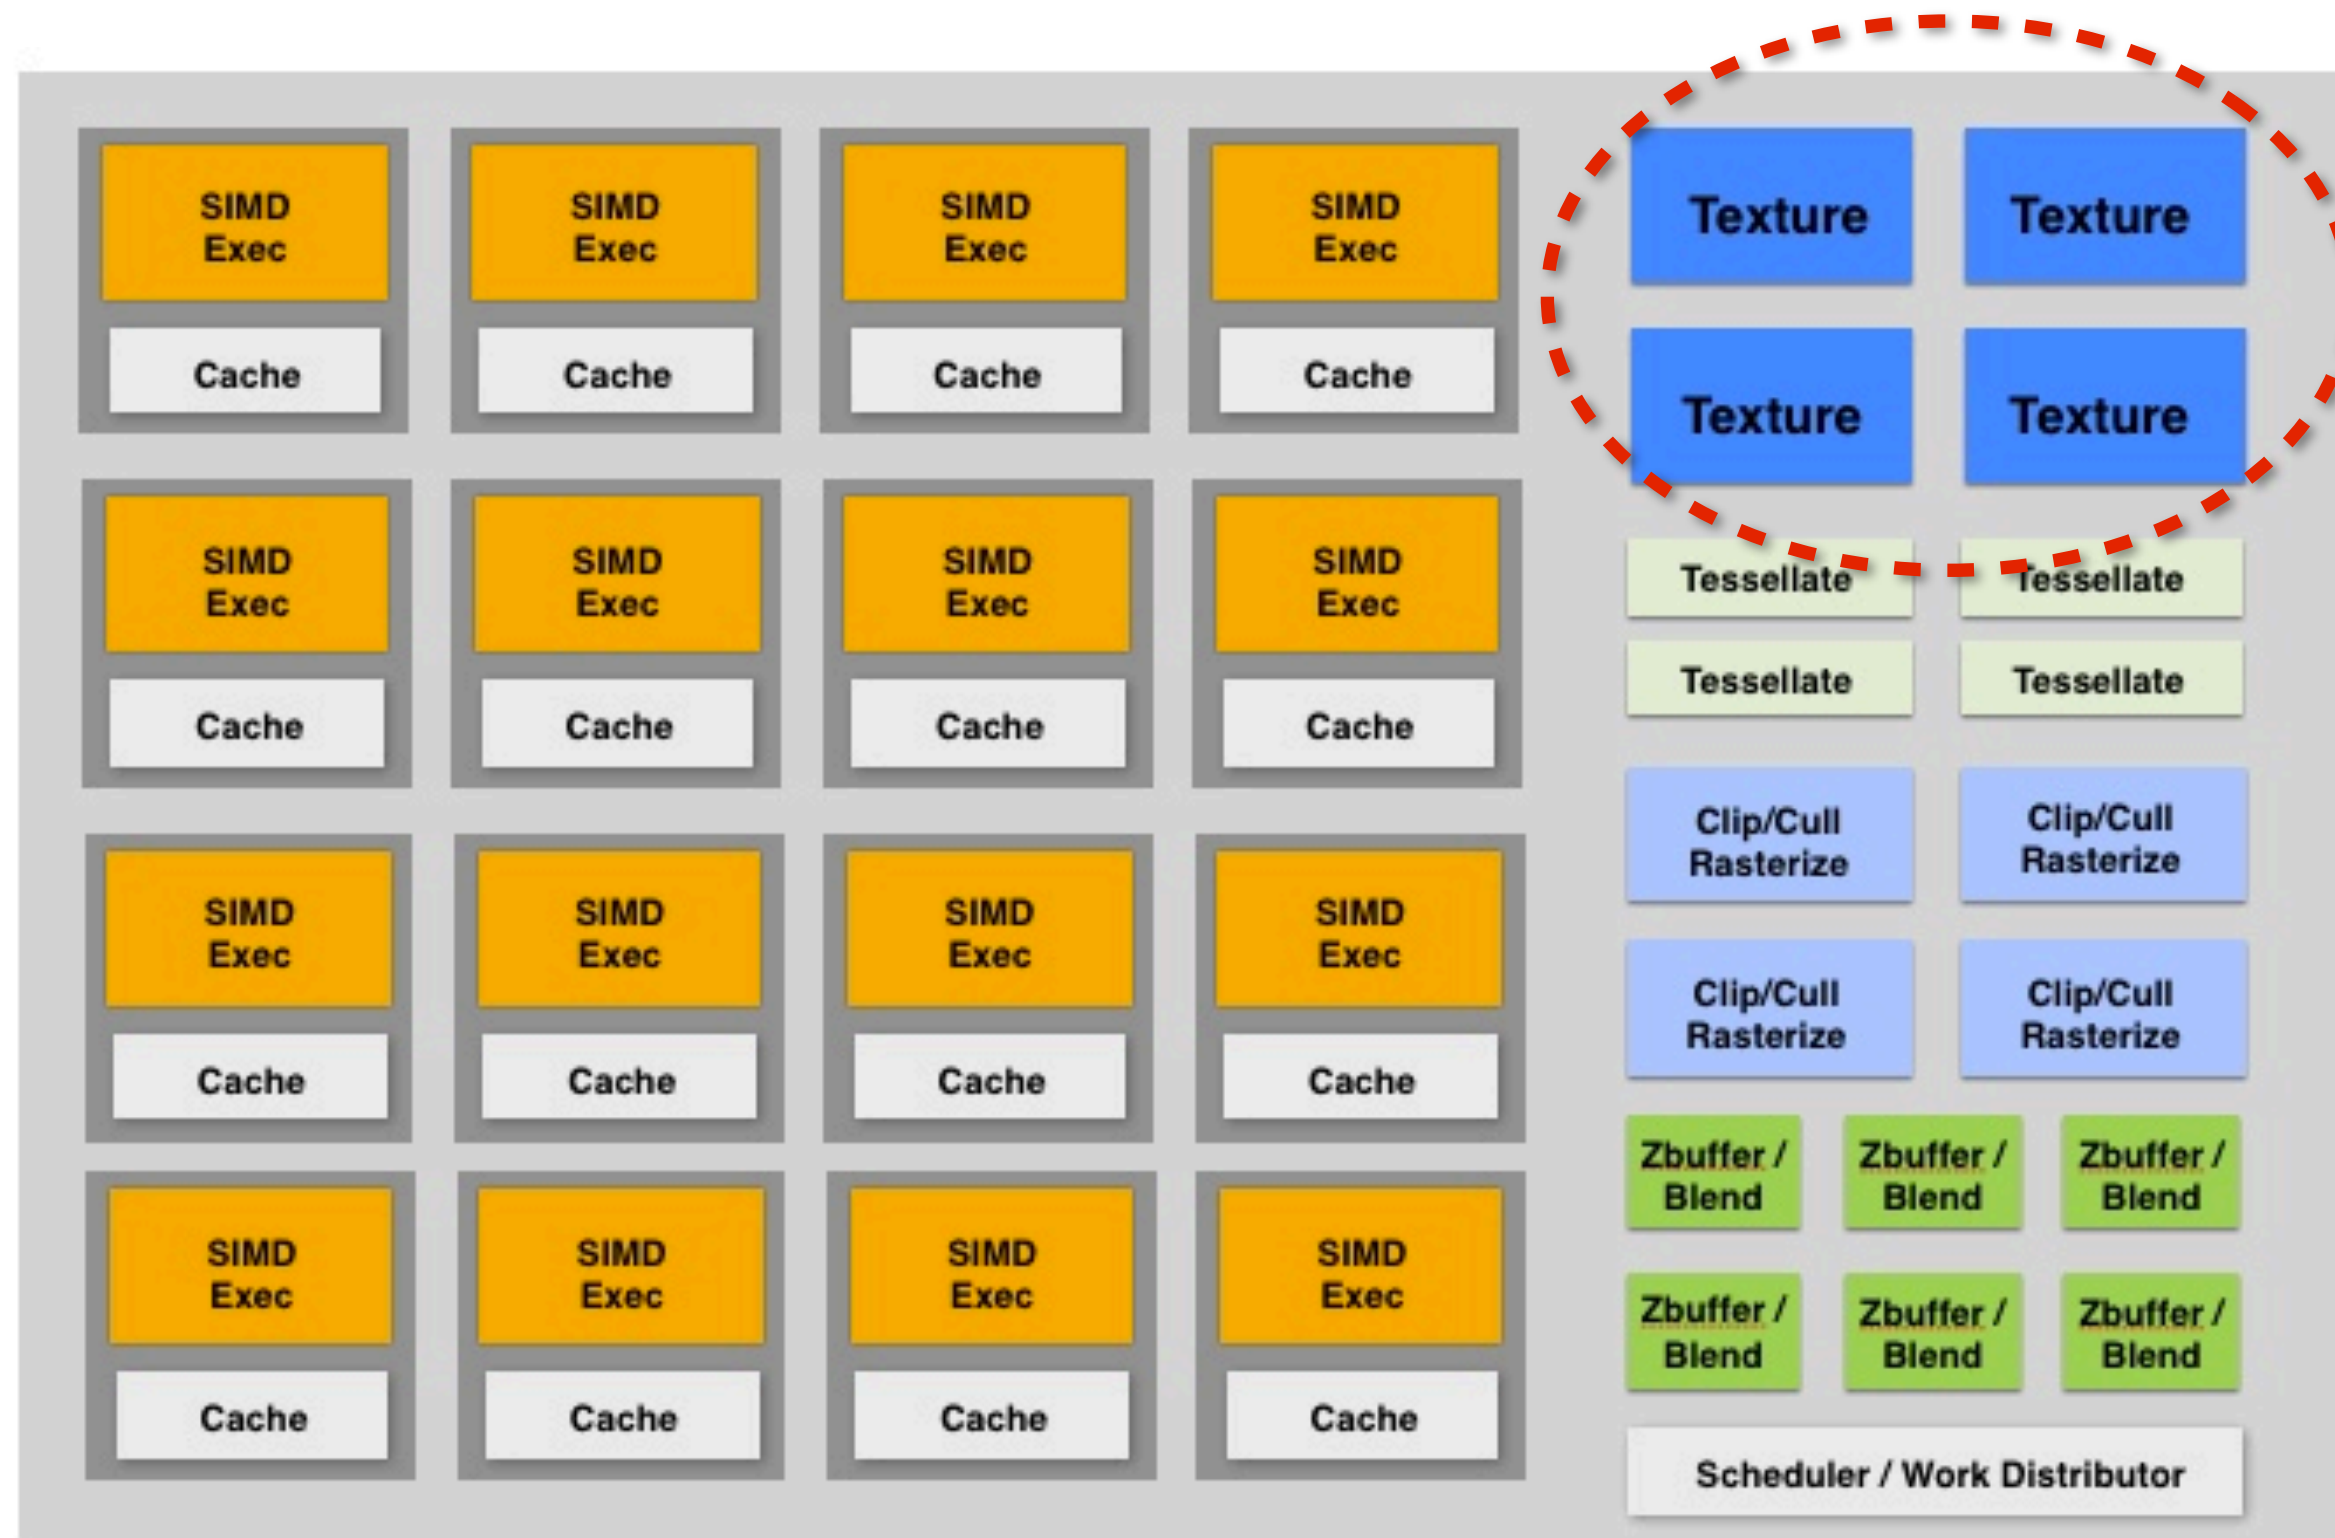 SIMD
Exec
Cache
SIMD
Exec
Cache
SIMD
Exec
Cache
SIMD
Exec
Cache
SIMD
Exec
Cache
SIMD
Exec
Cache
SIMD
Exec
Cache
SIMD
Exec
Cache
SIMD
Exec
Cache
SIMD
Exec
Cache
SIMD
Exec
Cache
SIMD
Exec
Cache
SIMD
Exec
Cache
SIMD
Exec
Cache
SIMD
Exec
Cache
SIMD
Exec
Cache
Texture
Texture
Texture
Texture
Tessellate
Tessellate
Tessellate
Tessellate
Clip/Cull
Rasterize
Clip/Cull
Rasterize
Clip/Cull
Rasterize
Clip/Cull
Rasterize
Zbuffer /
Blend
Zbuffer /
Blend
Zbuffer /
Blend
Zbuffer /
Blend
Zbuffer /
Blend
Zbuffer /
Blend
Scheduler / Work Distributor